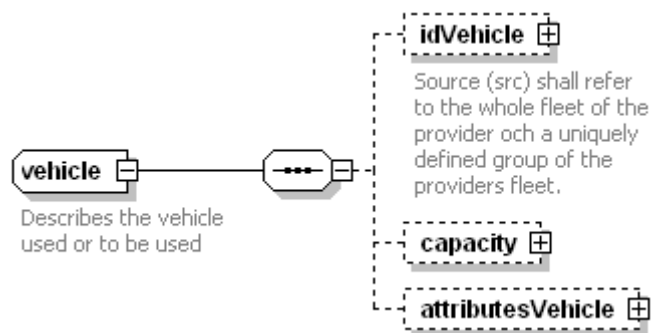 idVehicle
Source (src) shall refer
to the whole fleet of the
provider och a uniquely
defined group of the
providers fleet.
vehicle
Describes the vehicle
used or to be used
capacity
attributesVehicle